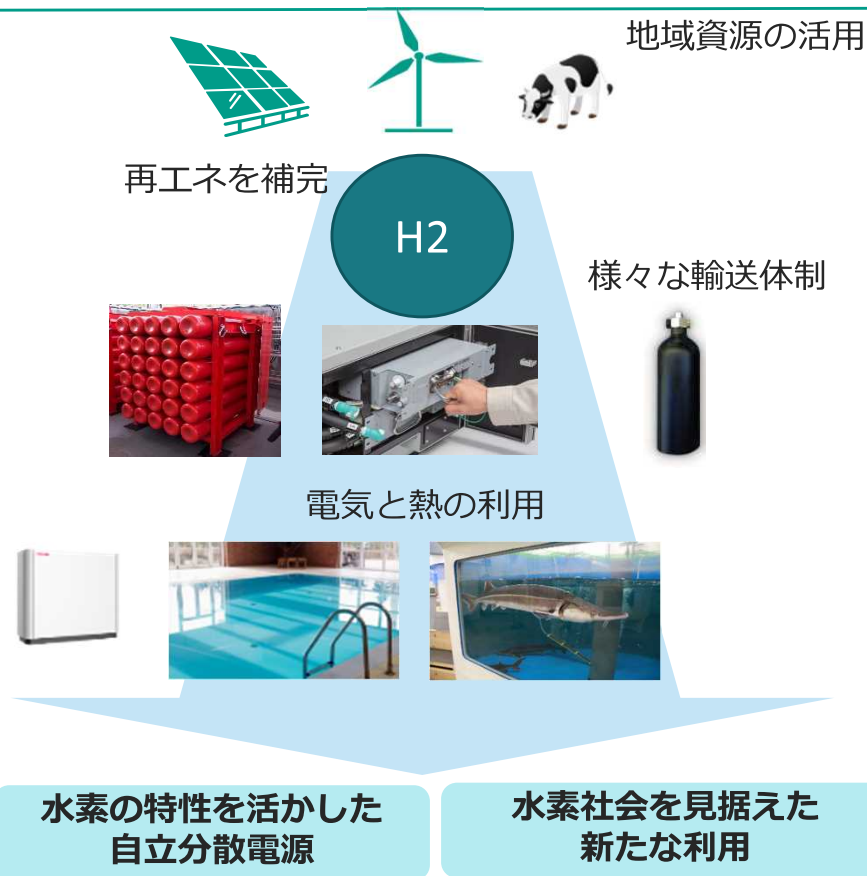 地域資源の活用
再エネを補完
H2
様々な輸送体制
電気と熱の利用
水素の特性を活かした
自立分散電源
水素社会を見据えた
新たな利用